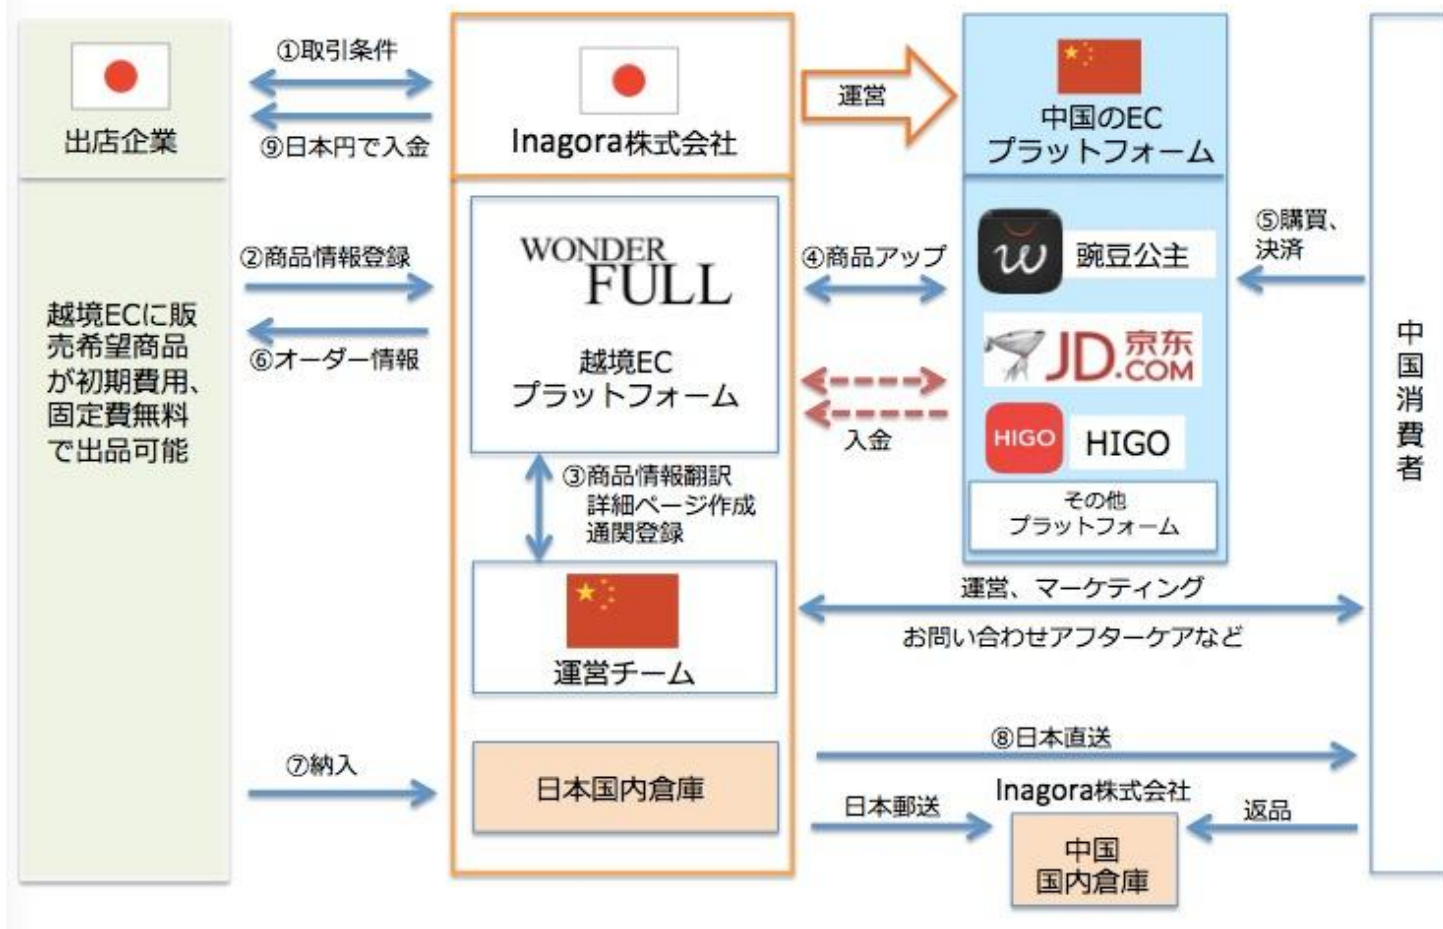 出店企業
越境ECに販
売希望商品
が初期費用、
固定費無料
で出品可能
①取引条件
⑨日本円で入金
②商品情報登録
⑥オーダー情報
⑦納入
Inagora株式会社
WONDER
FULL
越境EC
プラットフォーム
③商品情報翻訳
詳細ページ作成
通関登録
運営チーム
日本国内倉庫
運営
④商品アップ
入金
中国のEC
プラットフォーム
w
豌豆公主
JD.COM
京东
HIGO
HIGO
その他
プラットフォーム
⑤購買、
決済
運営、マーケティング
お問い合わせアフターケアなど
⑧日本直送
日本郵送
Inagora株式会社
中国
国内倉庫
返品
中国消費者